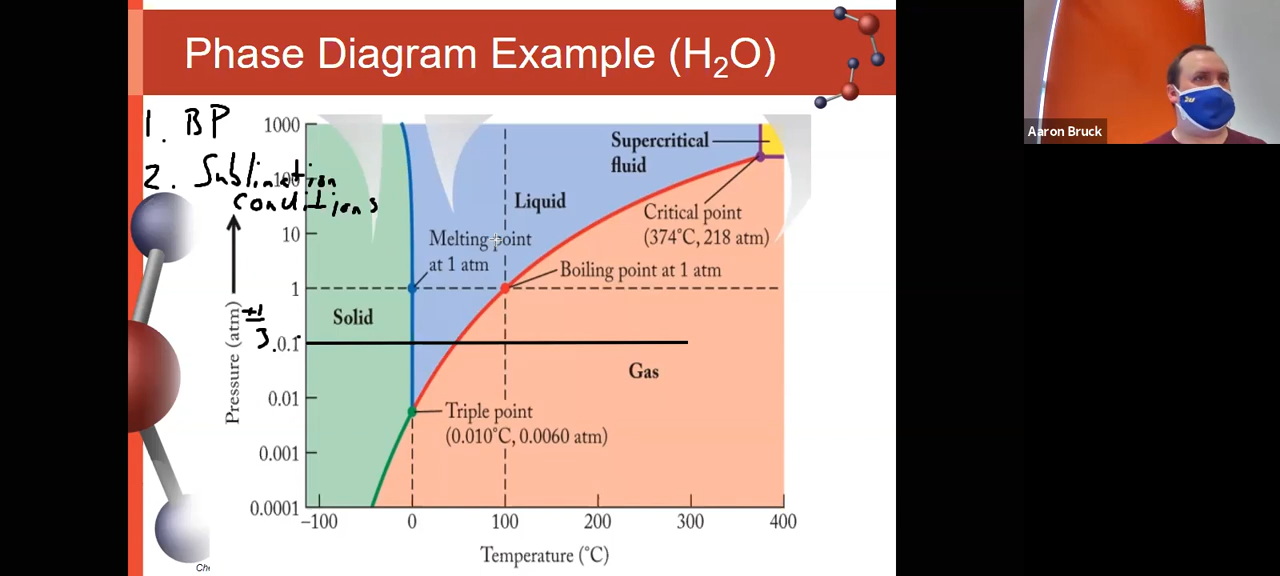 Phase Diagram Example (H₂O)
Aaron Bruck
1. BP
2. Sublimation
conditions
+1
3.
1000
100
10
1
0.1
0.01
0.001
0.0001
Pressure (atm)
Supercritical
fluid
Liquid
Critical point
(374°C, 218 atm)
Melting point
at 1 atm
Boiling point at 1 atm
Solid
Gas
Triple point
(0.010°C, 0.0060 atm)
−100
0
100
200
300
400
Temperature (°C)